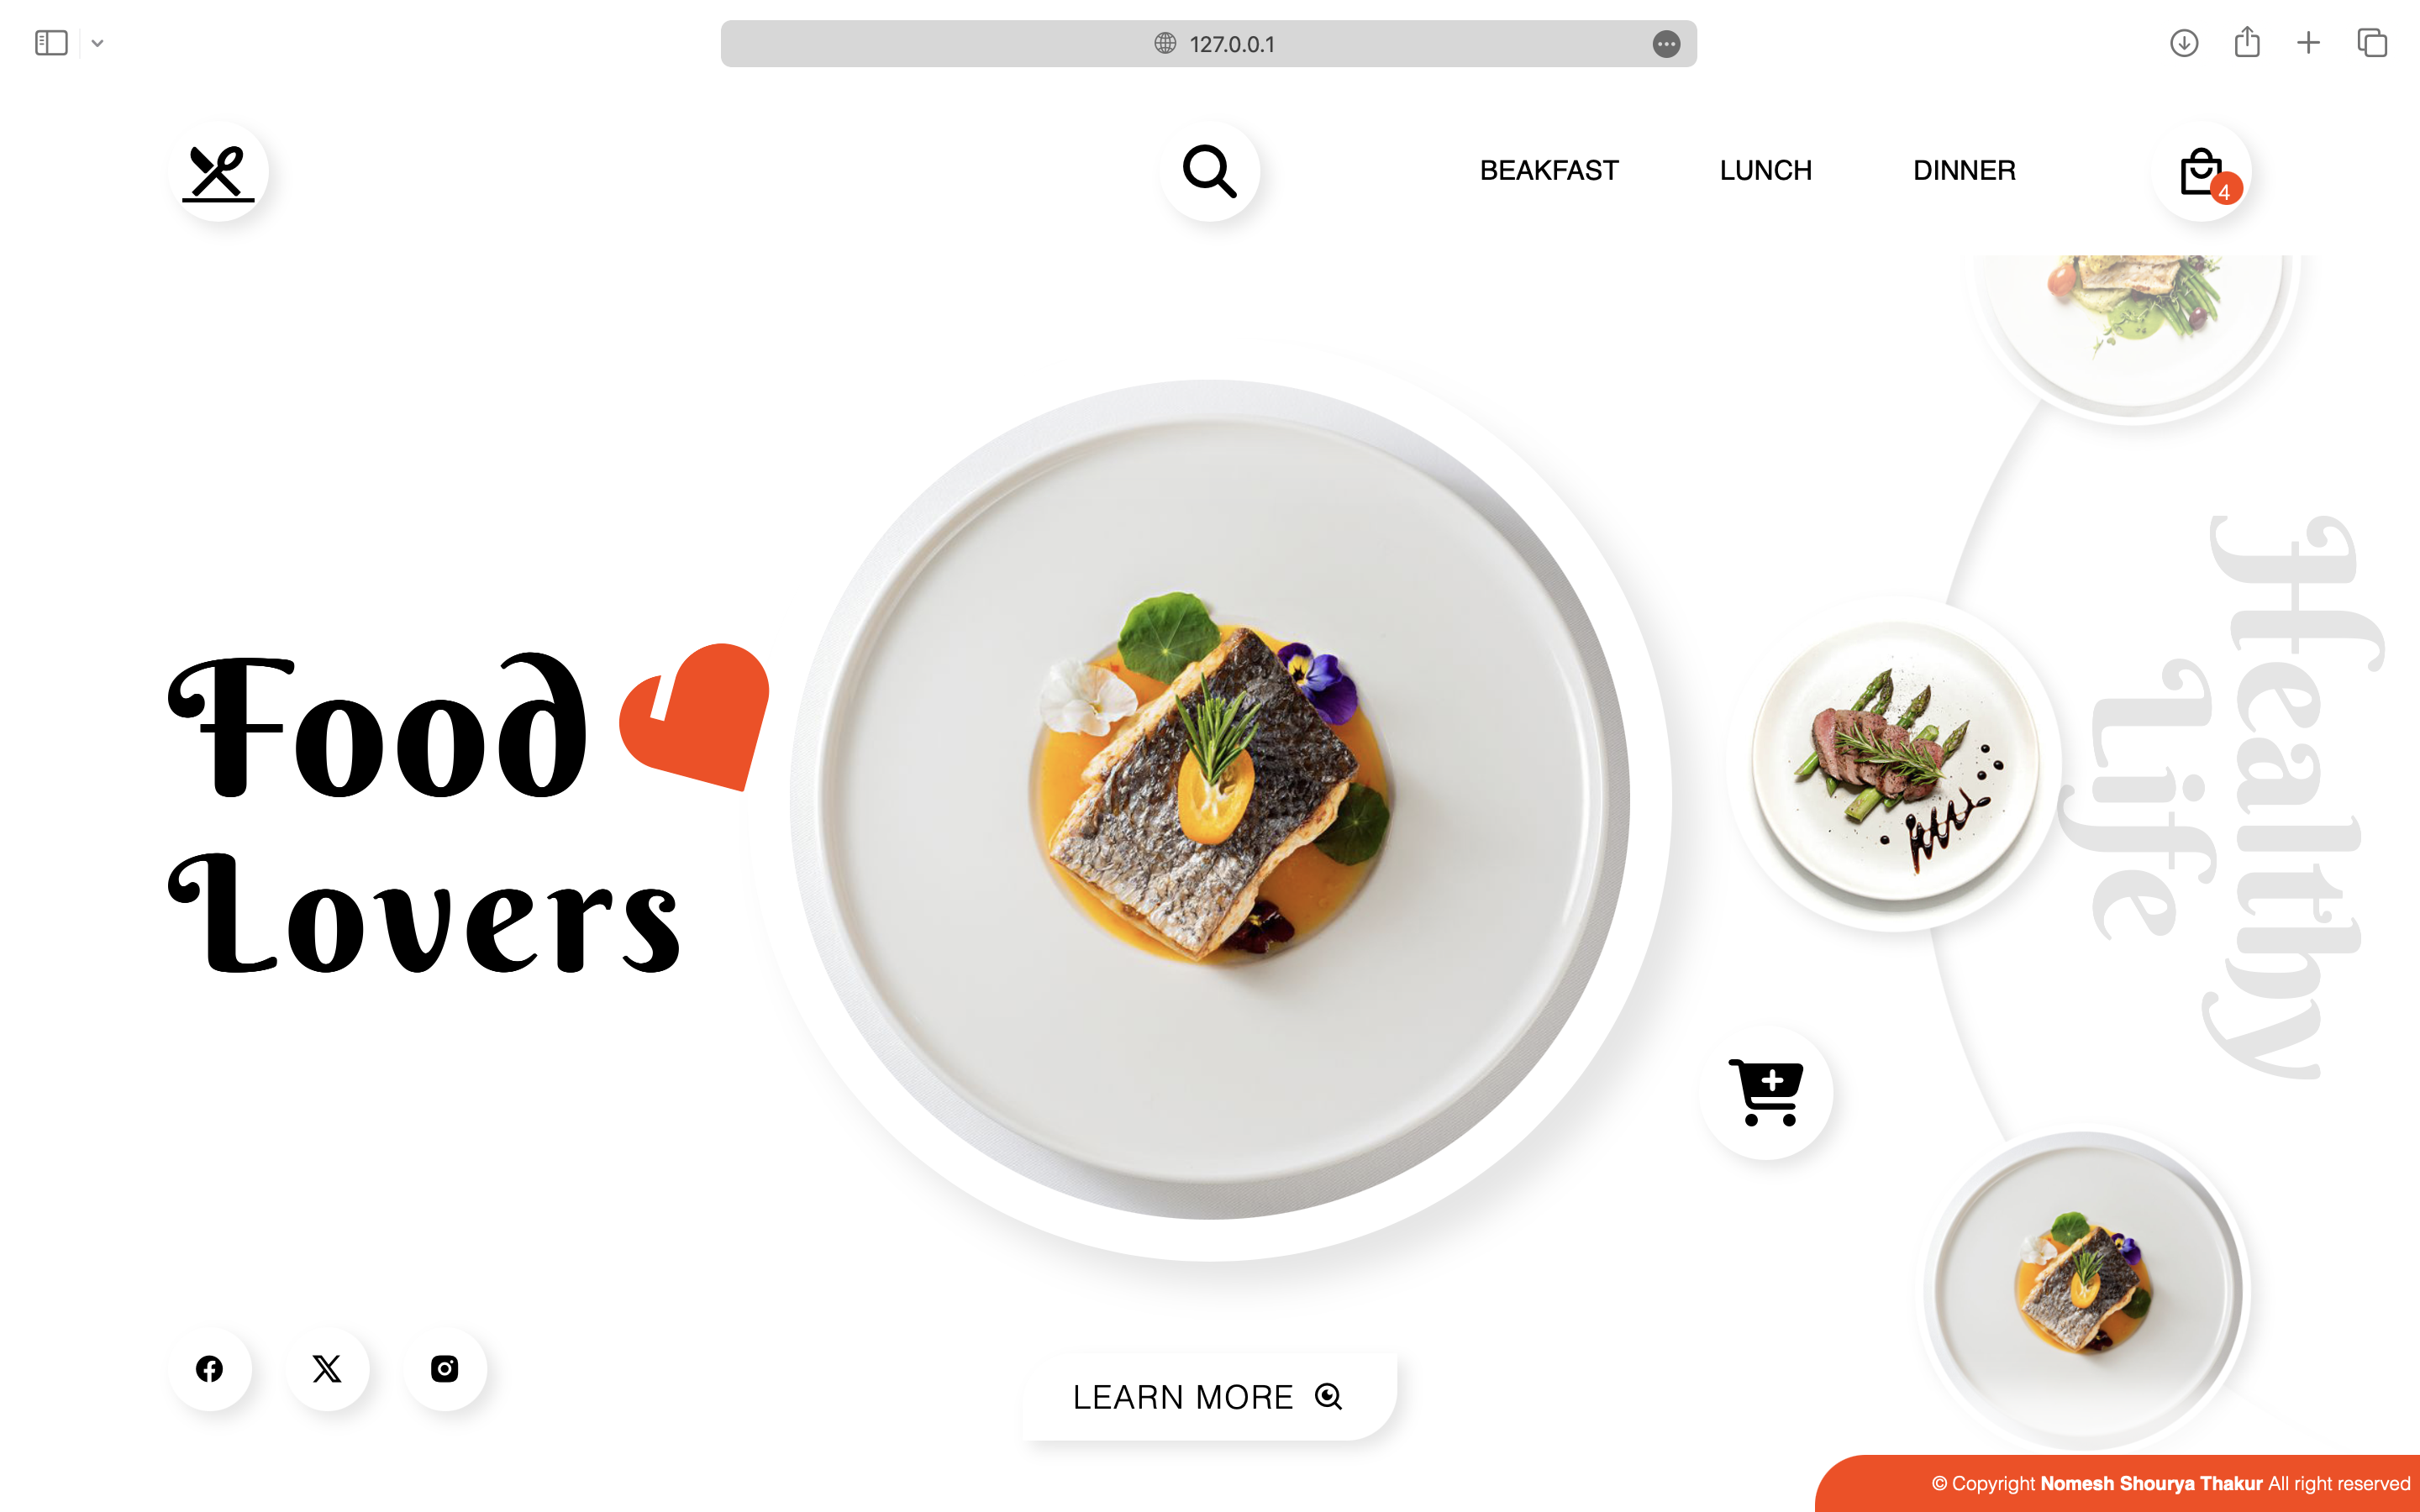 127.0.0.1
BEAKFAST LUNCH DINNER
4
Food
Lovers
Healthy
Life
LEARN MORE
© Copyright Nomesh Shourya Thakur All right reserved